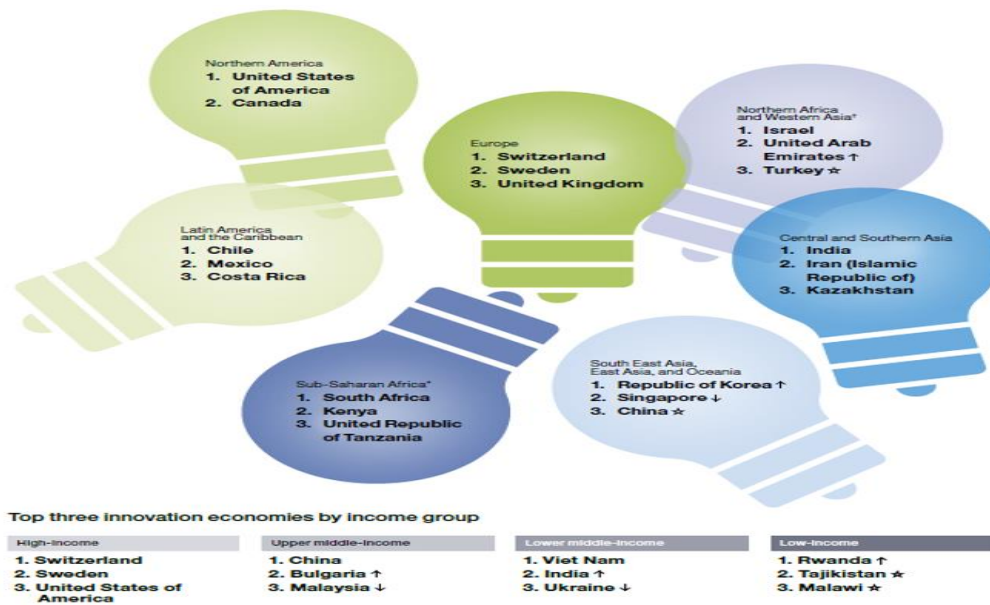 Northern America
1. United States
of America
2. Canada
Europe
1. Switzerland
2. Sweden
3. United Kingdom
Northern Africa
and Western Asia†
1. Israel
2. United Arab
Emirates ↑
3. Turkey ☆
Latin America
and the Caribbean
1. Chile
2. Mexico
3. Costa Rica
Central and Southern Asia
1. India
2. Iran (Islamic
Republic of)
3. Kazakhstan
Sub-Saharan Africa*
1. South Africa
2. Kenya
3. United Republic
of Tanzania
South East Asia,
East Asia, and Oceania
1. Republic of Korea ↑
2. Singapore ↓
3. China ☆
Top three innovation economies by income group
High-income
1. Switzerland
2. Sweden
3. United States of
America
Upper middle-income
1. China
2. Bulgaria ↑
3. Malaysia ↓
Lower middle-income
1. Viet Nam
2. India ↑
3. Ukraine ↓
Low-income
1. Rwanda ↑
2. Tajikistan ☆
3. Malawi ☆